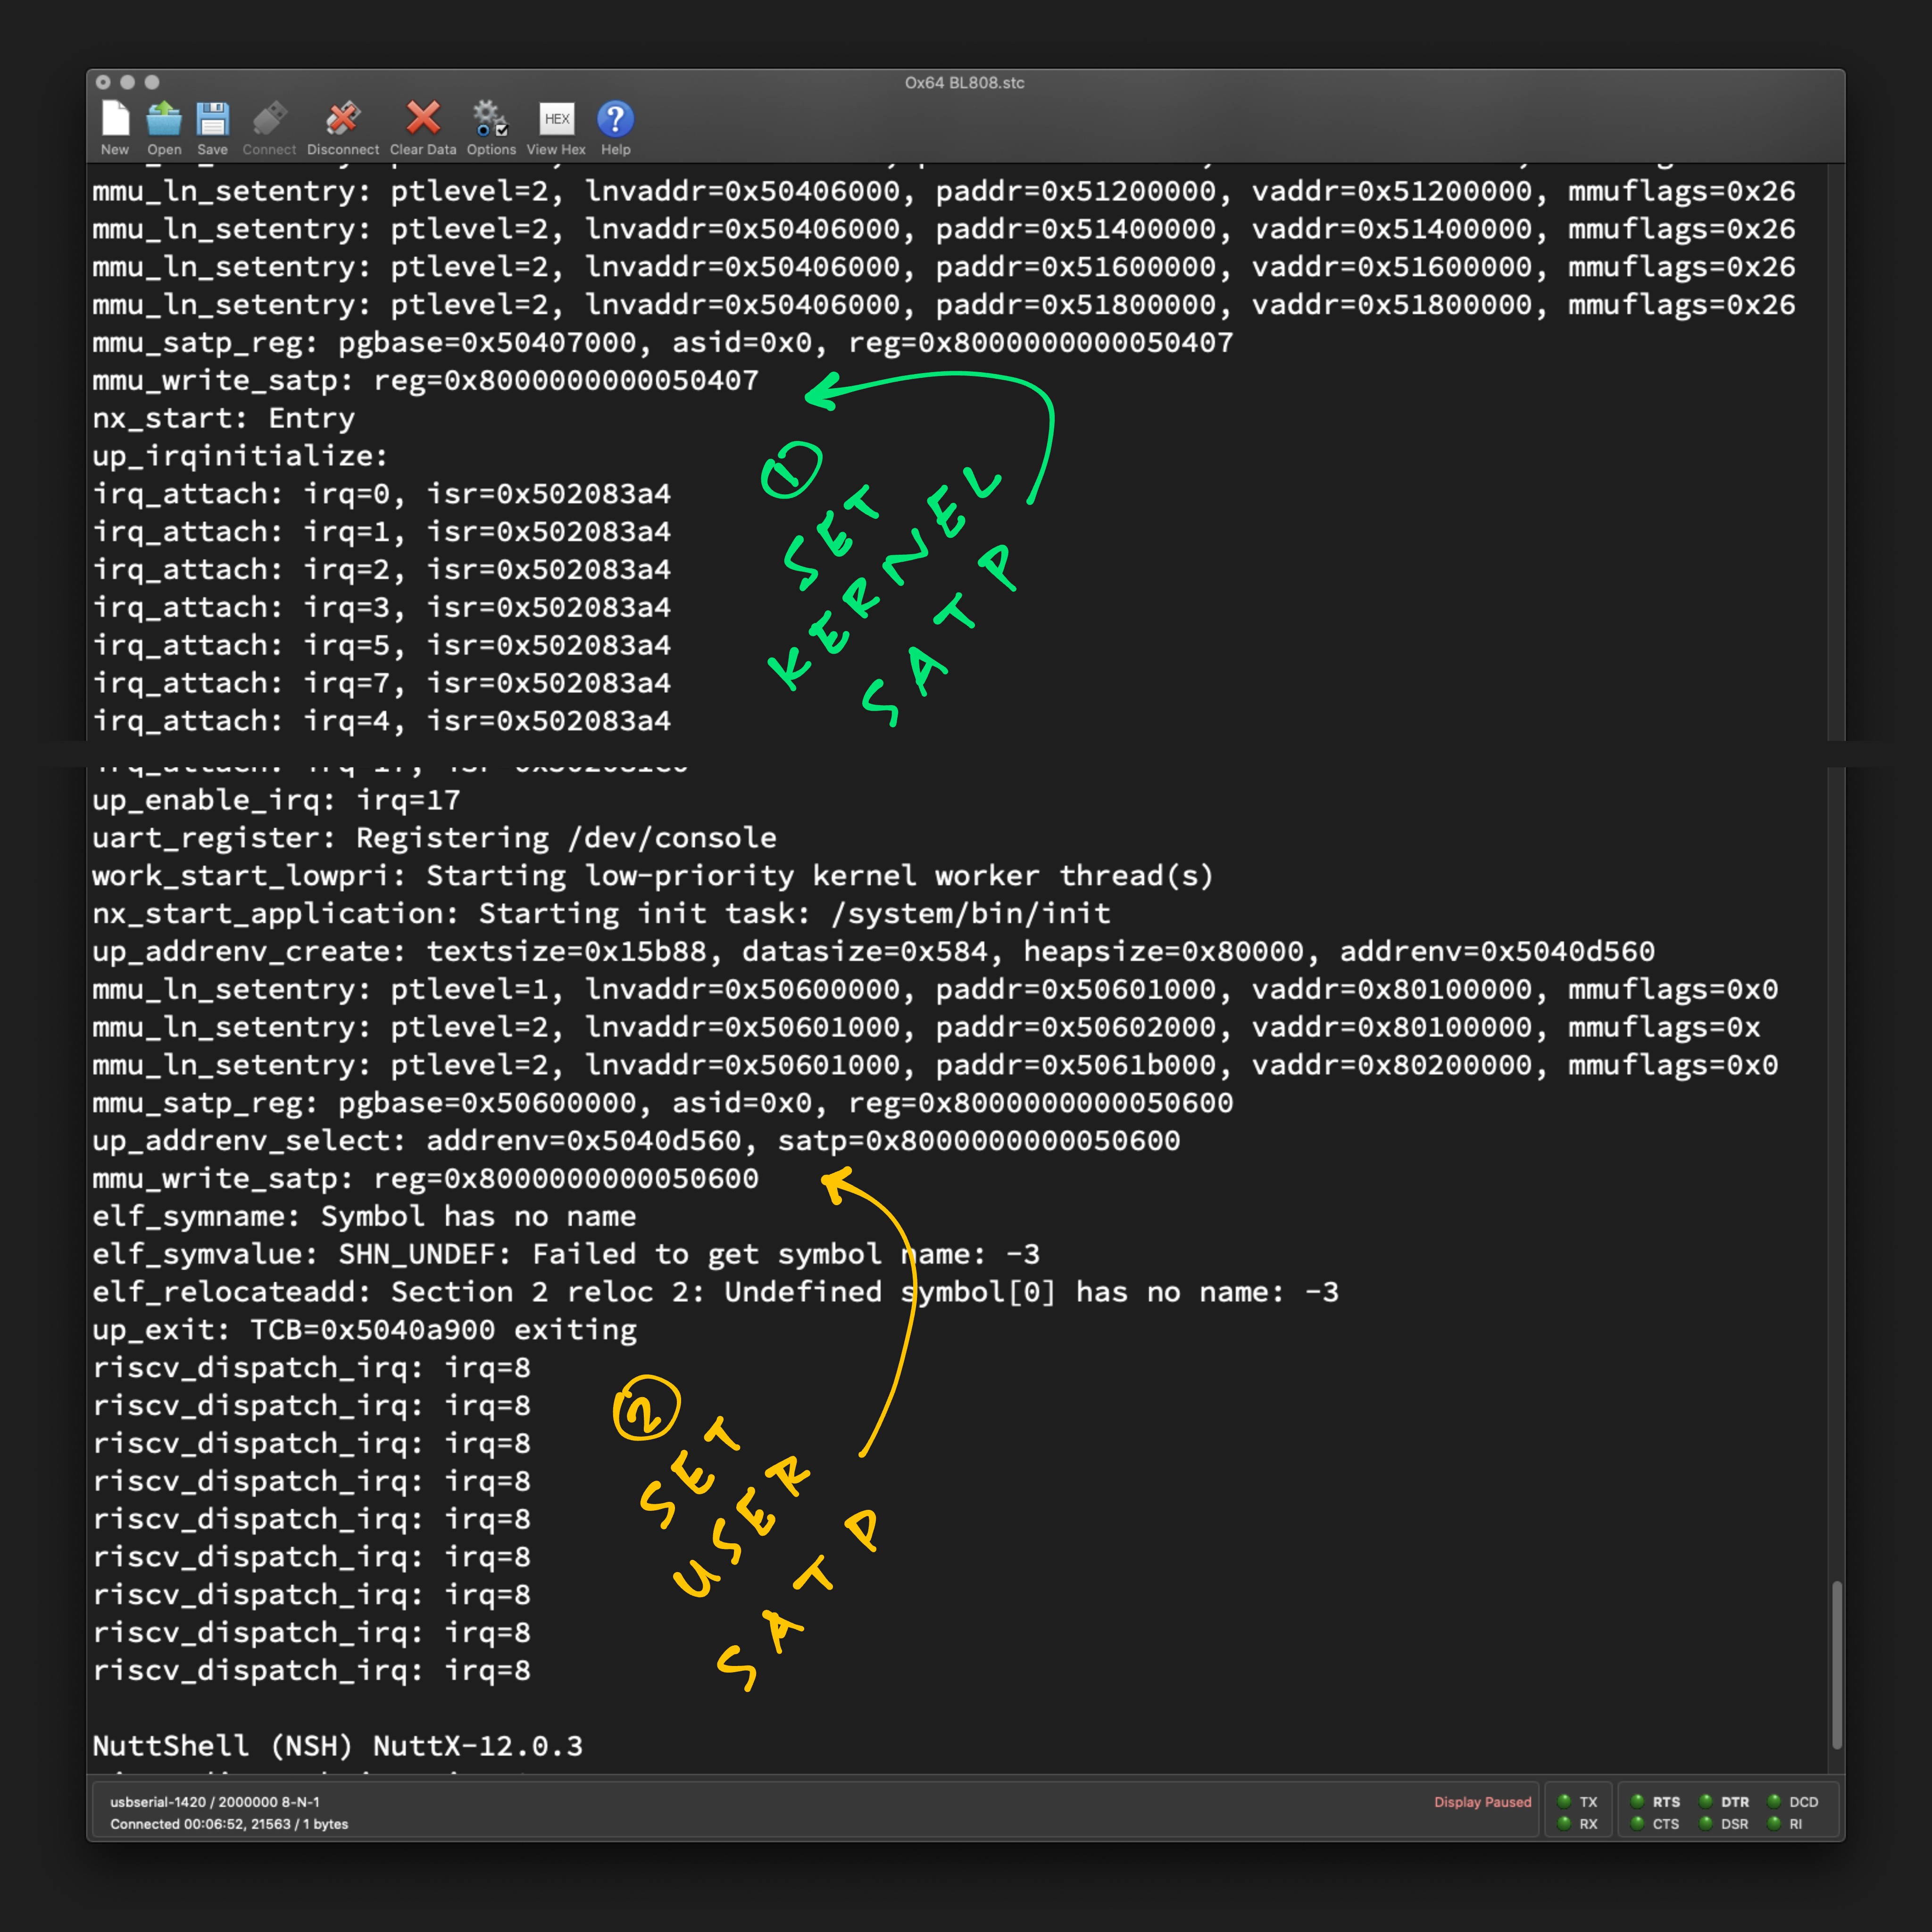 Ox64 BL808.stc
New Open Save Connect Disconnect Clear Data Options View Hex Help
HEX
mmu_ln_setentry: ptlevel=2, lnvaddr=0x50406000, paddr=0x51200000, vaddr=0x51200000, mmuflags=0x26
mmu_ln_setentry: ptlevel=2, lnvaddr=0x50406000, paddr=0x51400000, vaddr=0x51400000, mmuflags=0x26
mmu_ln_setentry: ptlevel=2, lnvaddr=0x50406000, paddr=0x51600000, vaddr=0x51600000, mmuflags=0x26
mmu_ln_setentry: ptlevel=2, lnvaddr=0x50406000, paddr=0x51800000, vaddr=0x51800000, mmuflags=0x26
mmu_satp_reg: pgbase=0x50407000, asid=0x0, reg=0x8000000000050407
mmu_write_satp: reg=0x8000000000050407
nx_start: Entry
up_irqinitialize:
irq_attach: irq=0, isr=0x502083a4
irq_attach: irq=1, isr=0x502083a4
irq_attach: irq=2, isr=0x502083a4
irq_attach: irq=3, isr=0x502083a4
irq_attach: irq=5, isr=0x502083a4
irq_attach: irq=7, isr=0x502083a4
irq_attach: irq=4, isr=0x502083a4
1
SET
KERNEL
SATP
up_enable_irq: irq=17
uart_register: Registering /dev/console
work_start_lowpri: Starting low-priority kernel worker thread(s)
nx_start_application: Starting init task: /system/bin/init
up_addrenv_create: textsize=0x15b88, datasize=0x584, heapsize=0x80000, addrenv=0x5040d560
mmu_ln_setentry: ptlevel=1, lnvaddr=0x50600000, paddr=0x50601000, vaddr=0x80100000, mmuflags=0x0
mmu_ln_setentry: ptlevel=2, lnvaddr=0x50601000, paddr=0x50602000, vaddr=0x80100000, mmuflags=0x
mmu_ln_setentry: ptlevel=2, lnvaddr=0x50601000, paddr=0x5061b000, vaddr=0x80200000, mmuflags=0x0
mmu_satp_reg: pgbase=0x50600000, asid=0x0, reg=0x8000000000050600
up_addrenv_select: addrenv=0x5040d560, satp=0x8000000000050600
mmu_write_satp: reg=0x8000000000050600
elf_symname: Symbol has no name
elf_symvalue: SHN_UNDEF: Failed to get symbol name: -3
elf_relocateadd: Section 2 reloc 2: Undefined symbol[0] has no name: -3
up_exit: TCB=0x5040a900 exiting
riscv_dispatch_irq: irq=8
riscv_dispatch_irq: irq=8
riscv_dispatch_irq: irq=8
riscv_dispatch_irq: irq=8
riscv_dispatch_irq: irq=8
riscv_dispatch_irq: irq=8
riscv_dispatch_irq: irq=8
riscv_dispatch_irq: irq=8
riscv_dispatch_irq: irq=8
2
SET
USER
SATP
NuttShell (NSH) NuttX-12.0.3
usbserial-1420 / 2000000 8-N-1
Connected 00:06:52, 21563 / 1 bytes
Display Paused
TX RTS DTR DCD
RX CTS DSR RI